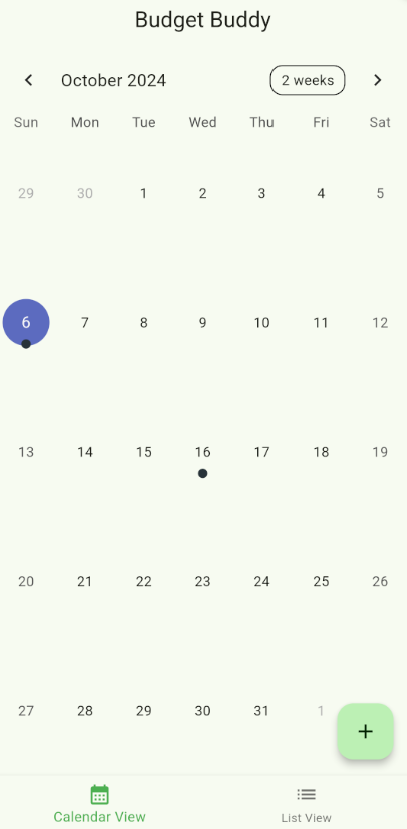 Budget Buddy
October 2024 2 weeks
Sun Mon Tue Wed Thu Fri Sat
29 30 1 2 3 4 5
6 7 8 9 10 11 12
13 14 15 16 17 18 19
20 21 22 23 24 25 26
27 28 29 30 31 1
+
Calendar View List View